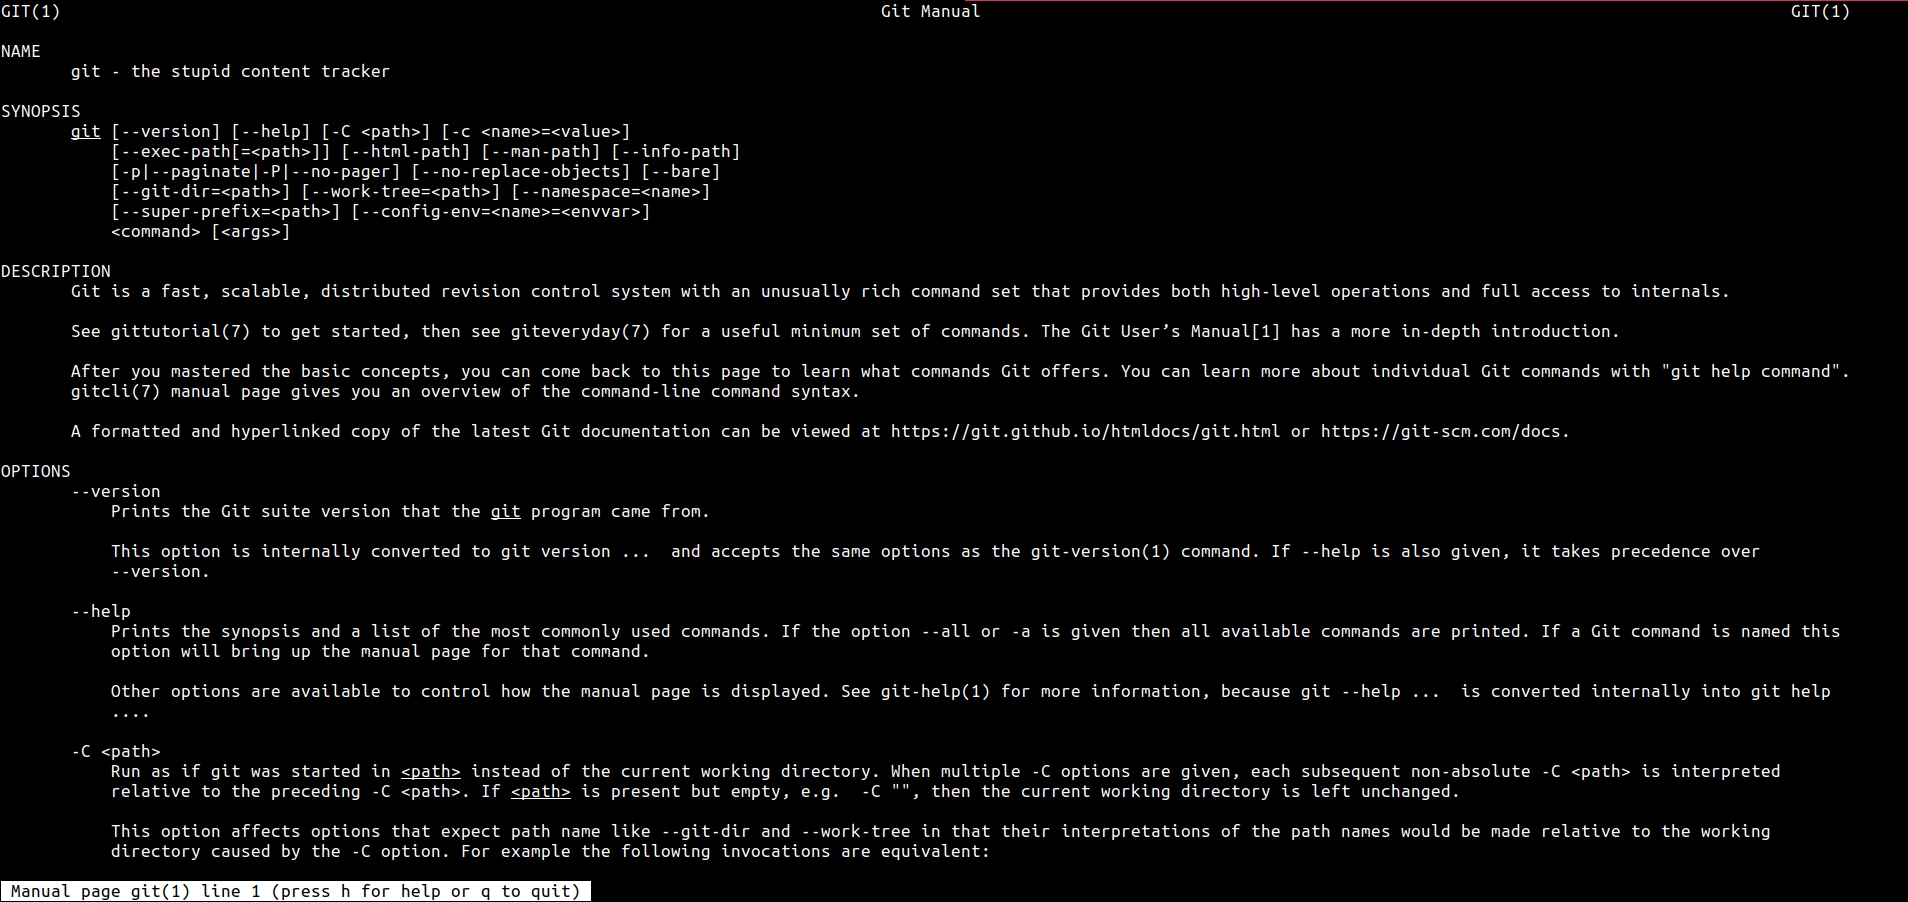 GIT(1) Git Manual GIT(1)
NAME
git - the stupid content tracker
SYNOPSIS
git [--version] [--help] [-C <path>] [-c <name>=<value>]
[--exec-path[=<path>]] [--html-path] [--man-path] [--info-path]
[-p|--paginate|-P|--no-pager] [--no-replace-objects] [--bare]
[--git-dir=<path>] [--work-tree=<path>] [--namespace=<name>]
[--super-prefix=<path>] [--config-env=<name>=<envvar>]
<command> [<args>]
DESCRIPTION
Git is a fast, scalable, distributed revision control system with an unusually rich command set that provides both high-level operations and full access to internals.
See gittutorial(7) to get started, then see giteveryday(7) for a useful minimum set of commands. The Git User’s Manual[1] has a more in-depth introduction.
After you mastered the basic concepts, you can come back to this page to learn what commands Git offers. You can learn more about individual Git commands with "git help command".
gitcli(7) manual page gives you an overview of the command-line command syntax.
A formatted and hyperlinked copy of the latest Git documentation can be viewed at https://git.github.io/htmldocs/git.html or https://git-scm.com/docs.
OPTIONS
--version
Prints the Git suite version that the git program came from.
This option is internally converted to git version ...  and accepts the same options as the git-version(1) command. If --help is also given, it takes precedence over
--version.
--help
Prints the synopsis and a list of the most commonly used commands. If the option --all or -a is given then all available commands are printed. If a Git command is named this
option will bring up the manual page for that command.
Other options are available to control how the manual page is displayed. See git-help(1) for more information, because git --help ...  is converted internally into git help
....
-C <path>
Run as if git was started in <path> instead of the current working directory. When multiple -C options are given, each subsequent non-absolute -C <path> is interpreted
relative to the preceding -C <path>. If <path> is present but empty, e.g.  -C "", then the current working directory is left unchanged.
This option affects options that expect path name like --git-dir and --work-tree in that their interpretations of the path names would be made relative to the working
directory caused by the -C option. For example the following invocations are equivalent:
Manual page git(1) line 1 (press h for help or q to quit)